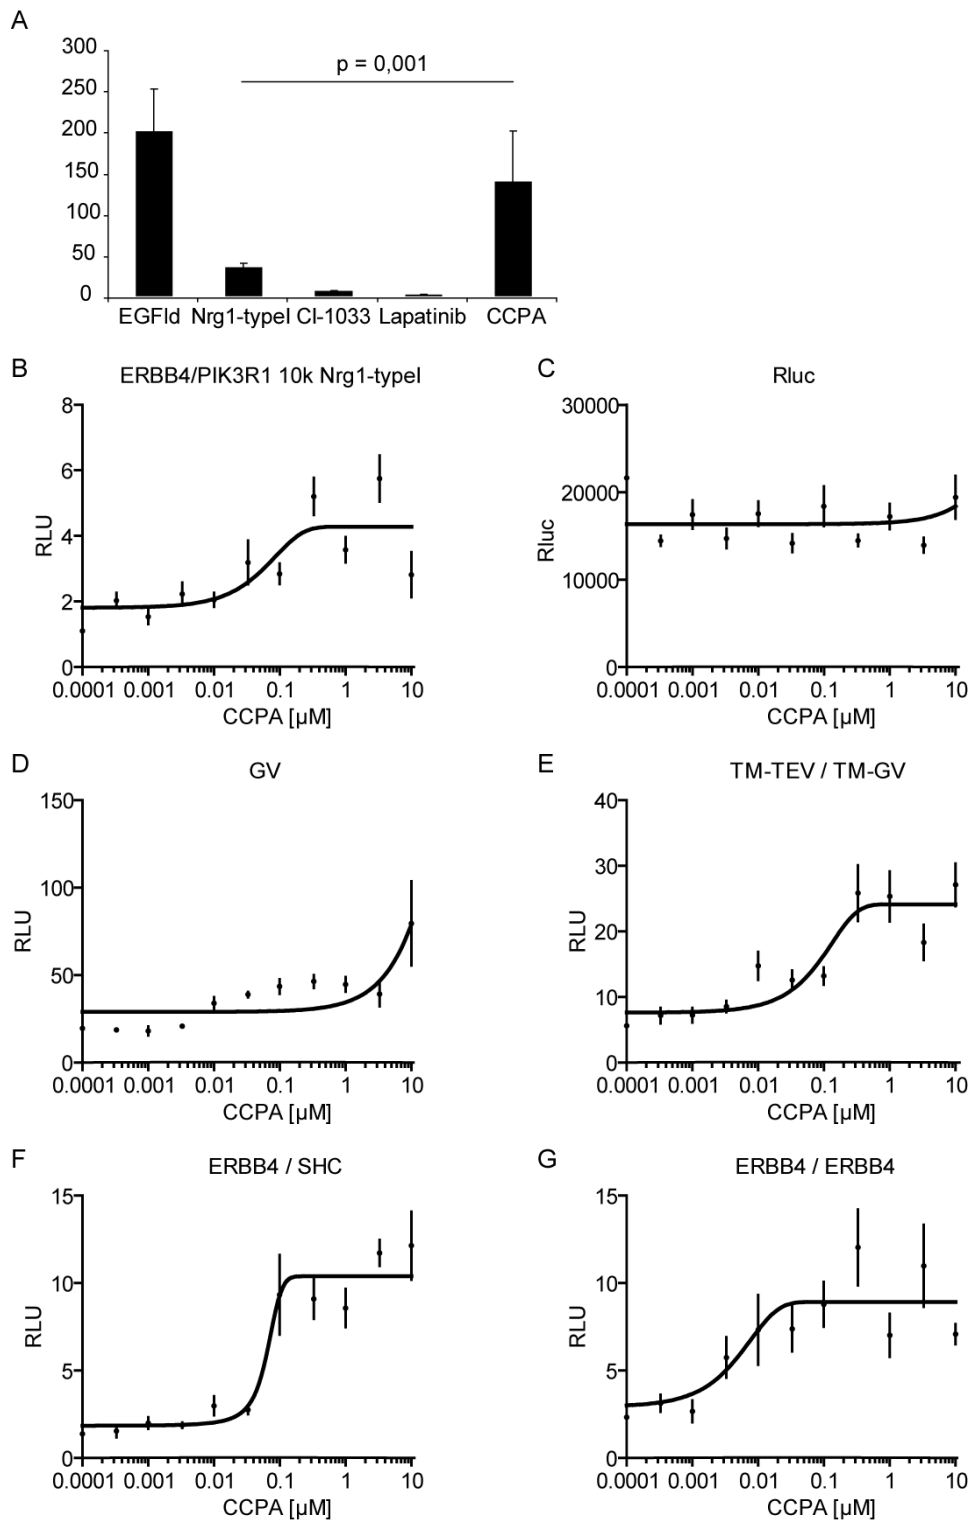 A
300
250
200
150
100
50
0
p = 0,001
EGFld Nrg1-typeI CI-1033 Lapatinib CCPA
B
ERBB4/PIK3R1 10k Nrg1-typeI
8
6
4
2
0
RLU
0.0001 0.001 0.01 0.1 1 10
CCPA [µM]
C
Rluc
30000
20000
10000
0
Rluc
0.0001 0.001 0.01 0.1 1 10
CCPA [µM]
D
GV
150
100
50
0
RLU
0.0001 0.001 0.01 0.1 1 10
CCPA [µM]
E
TM-TEV / TM-GV
40
30
20
10
0
RLU
0.0001 0.001 0.01 0.1 1 10
CCPA [µM]
F
ERBB4 / SHC
15
10
5
0
RLU
0.0001 0.001 0.01 0.1 1 10
CCPA [µM]
G
ERBB4 / ERBB4
15
10
5
0
RLU
0.0001 0.001 0.01 0.1 1 10
CCPA [µM]